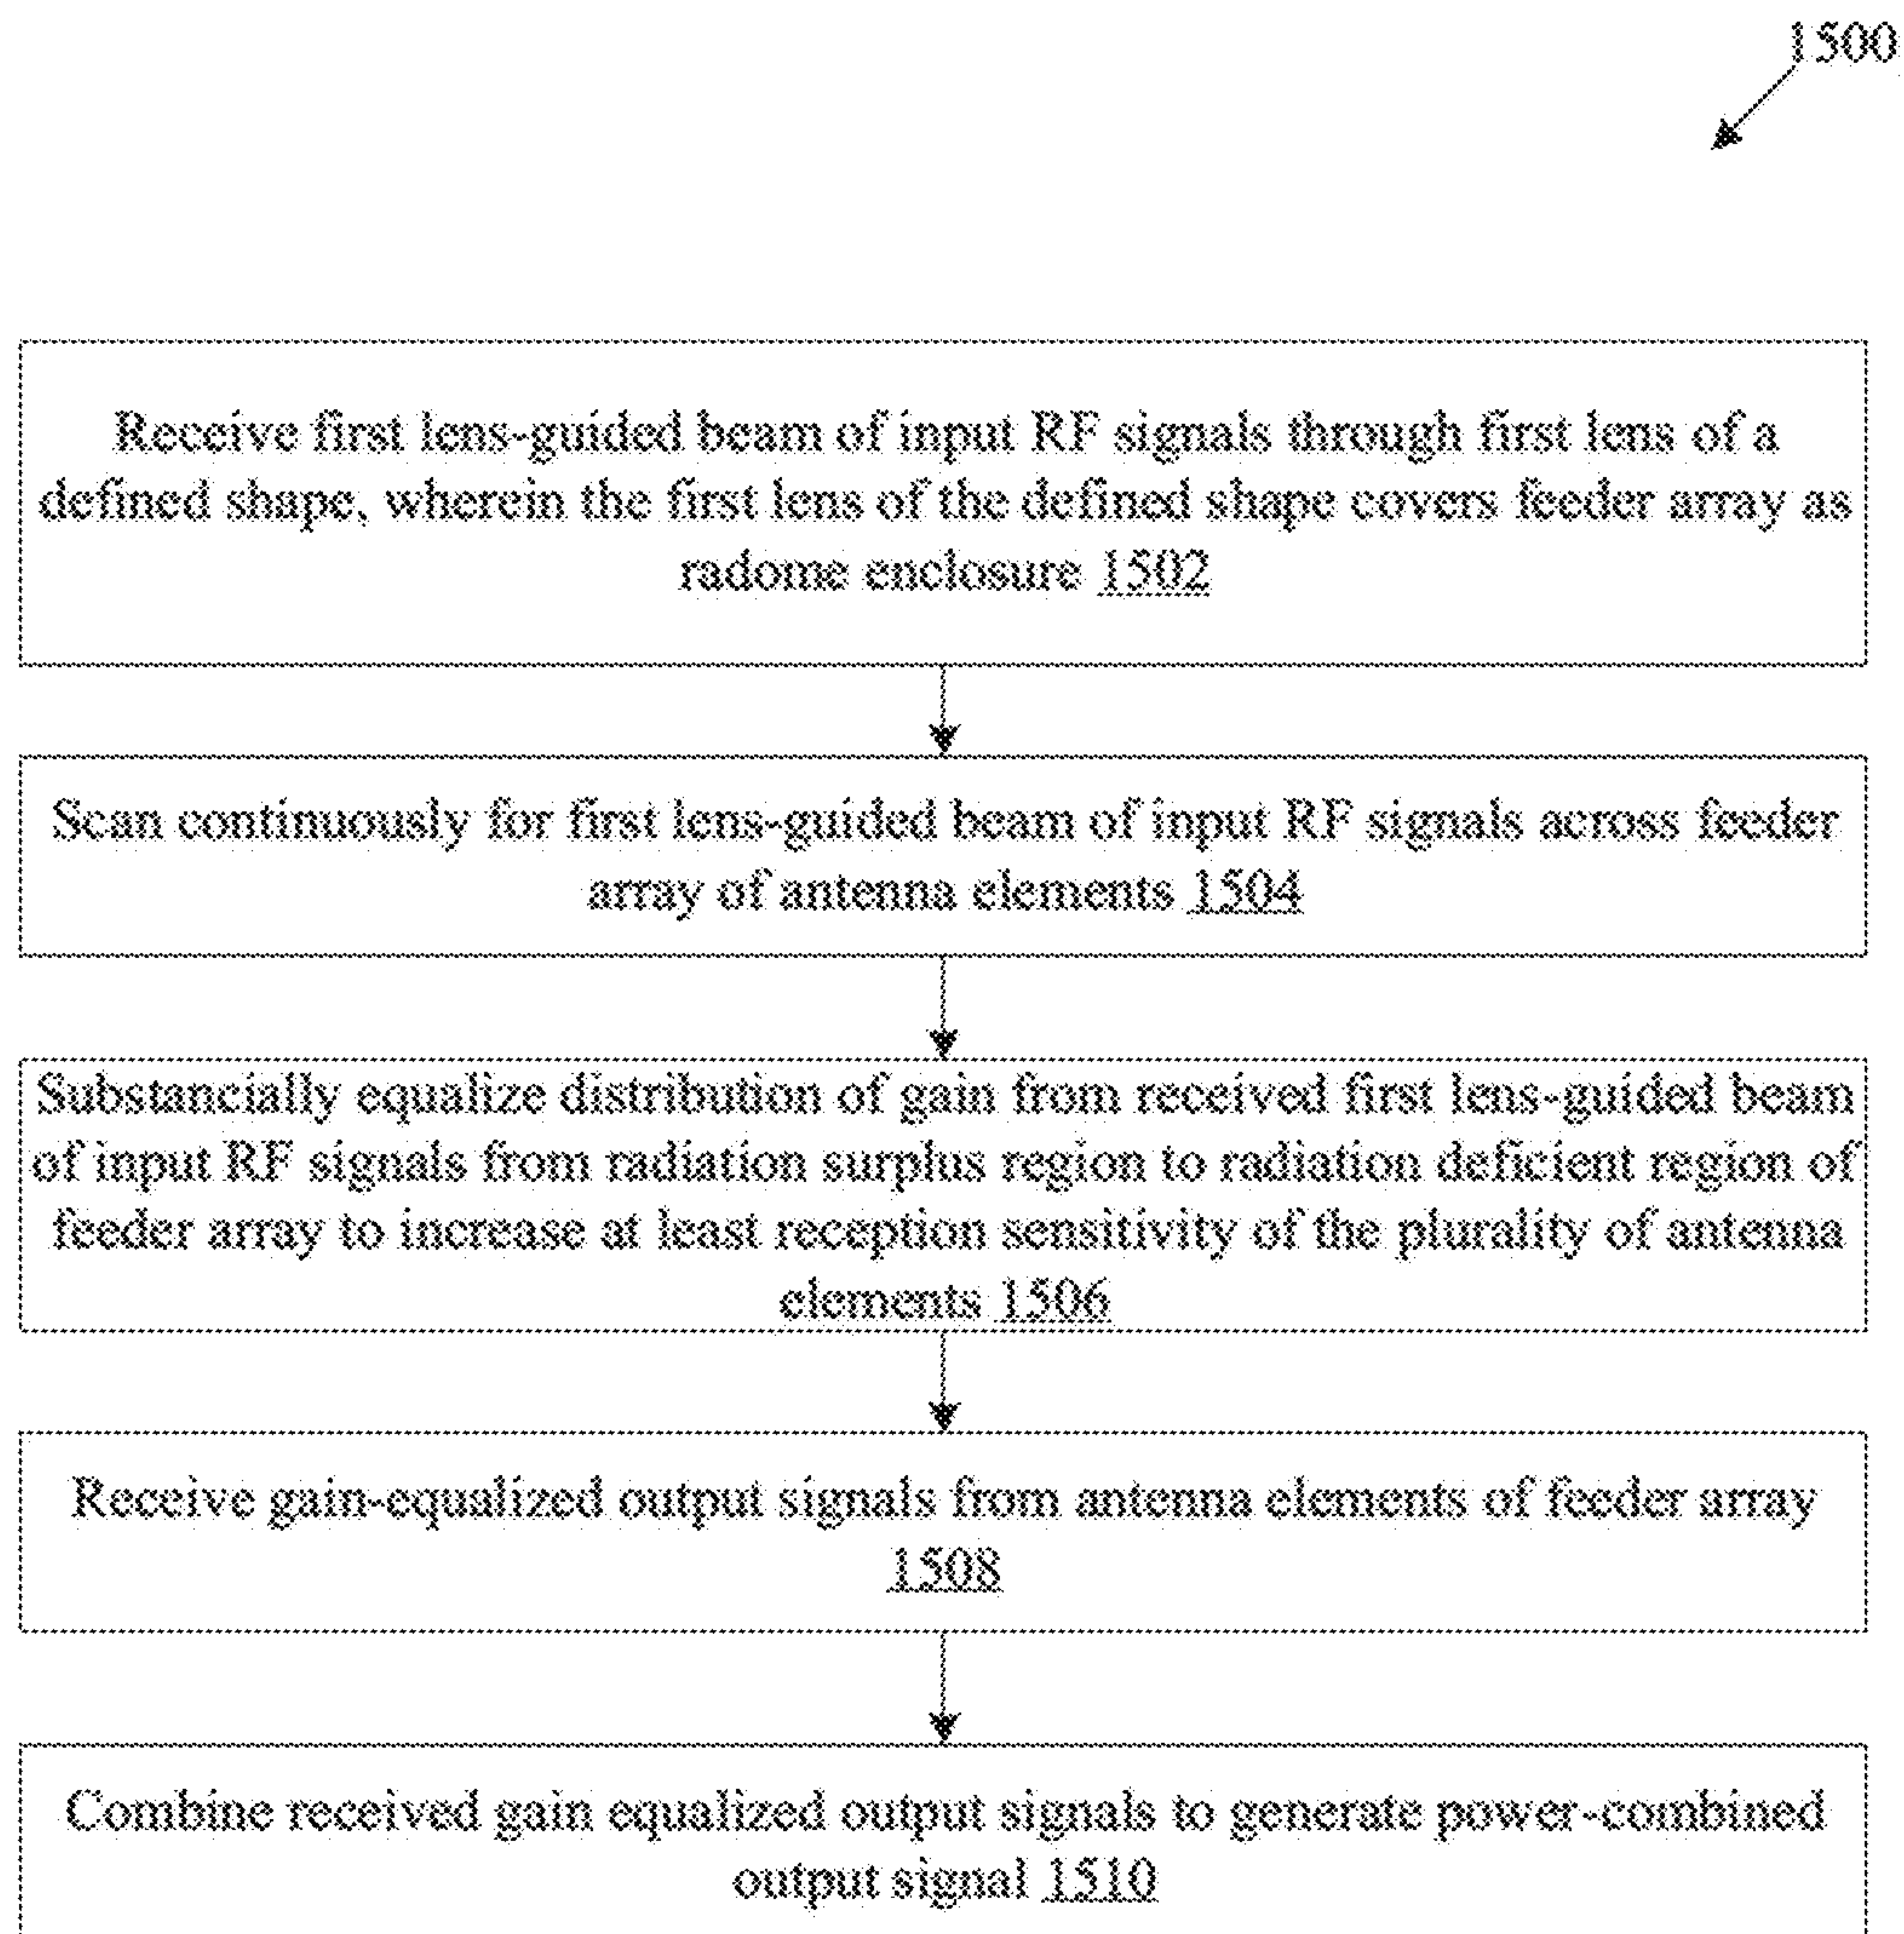 1500
Receive first lens-guided beam of input RF signals through first lens of a
defined shape, wherein the first lens of the defined shape covers feeder array as
radome enclosure 1502
Scan continuously for first lens-guided beam of input RF signals across feeder
array of antenna elements 1504
Substancially equalize distribution of gain from received first lens-guided beam
of input RF signals from radiation surplus region to radiation deficient region of
feeder array to increase at least reception sensitivity of the plurality of antenna
elements 1506
Receive gain-equalized output signals from antenna elements of feeder array
1508
Combine received gain equalized output signals to generate power-combined
output signal 1510